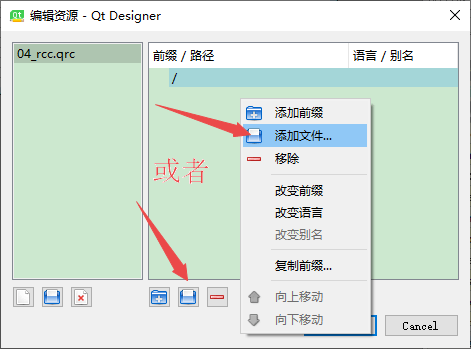 编辑资源 - Qt Designer
04_rcc.qrc
前缀 / 路径
语言 / 别名
/
添加前缀
添加文件...
移除
改变前缀
改变语言
改变别名
复制前缀...
向上移动
向下移动
或者
Cancel